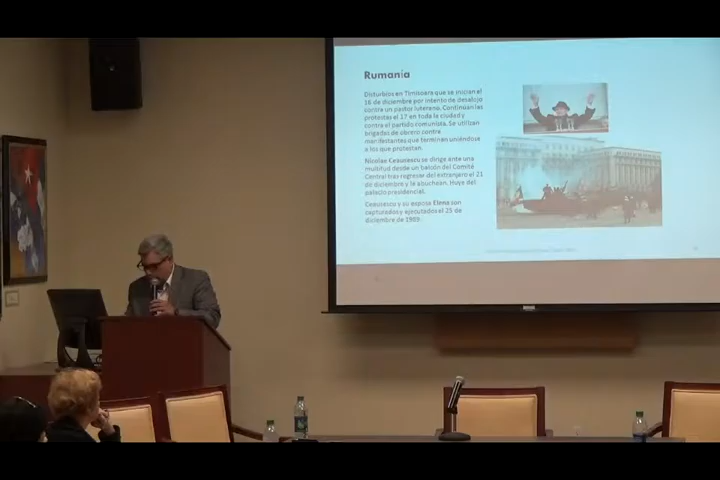 Rumania
Disturbios en Timisoara que se inician el
16 de diciembre por intento de desalojo
contra un pastor luterano. Continúan las
protestas el 17 en toda la ciudad y
contra el partido comunista. Se utilizan
brigadas de obrero contra
manifestantes que terminan uniéndose
a los que protestan.
Nicolae Ceausescu se dirige ante una
multitud desde un balcón del Comité
Central tras regresar del extranjero el 21
de diciembre y le abuchean. Huye del
palacio presidencial.
Ceausescu y su esposa Elena son
capturados y ejecutados el 25 de
diciembre de 1989.